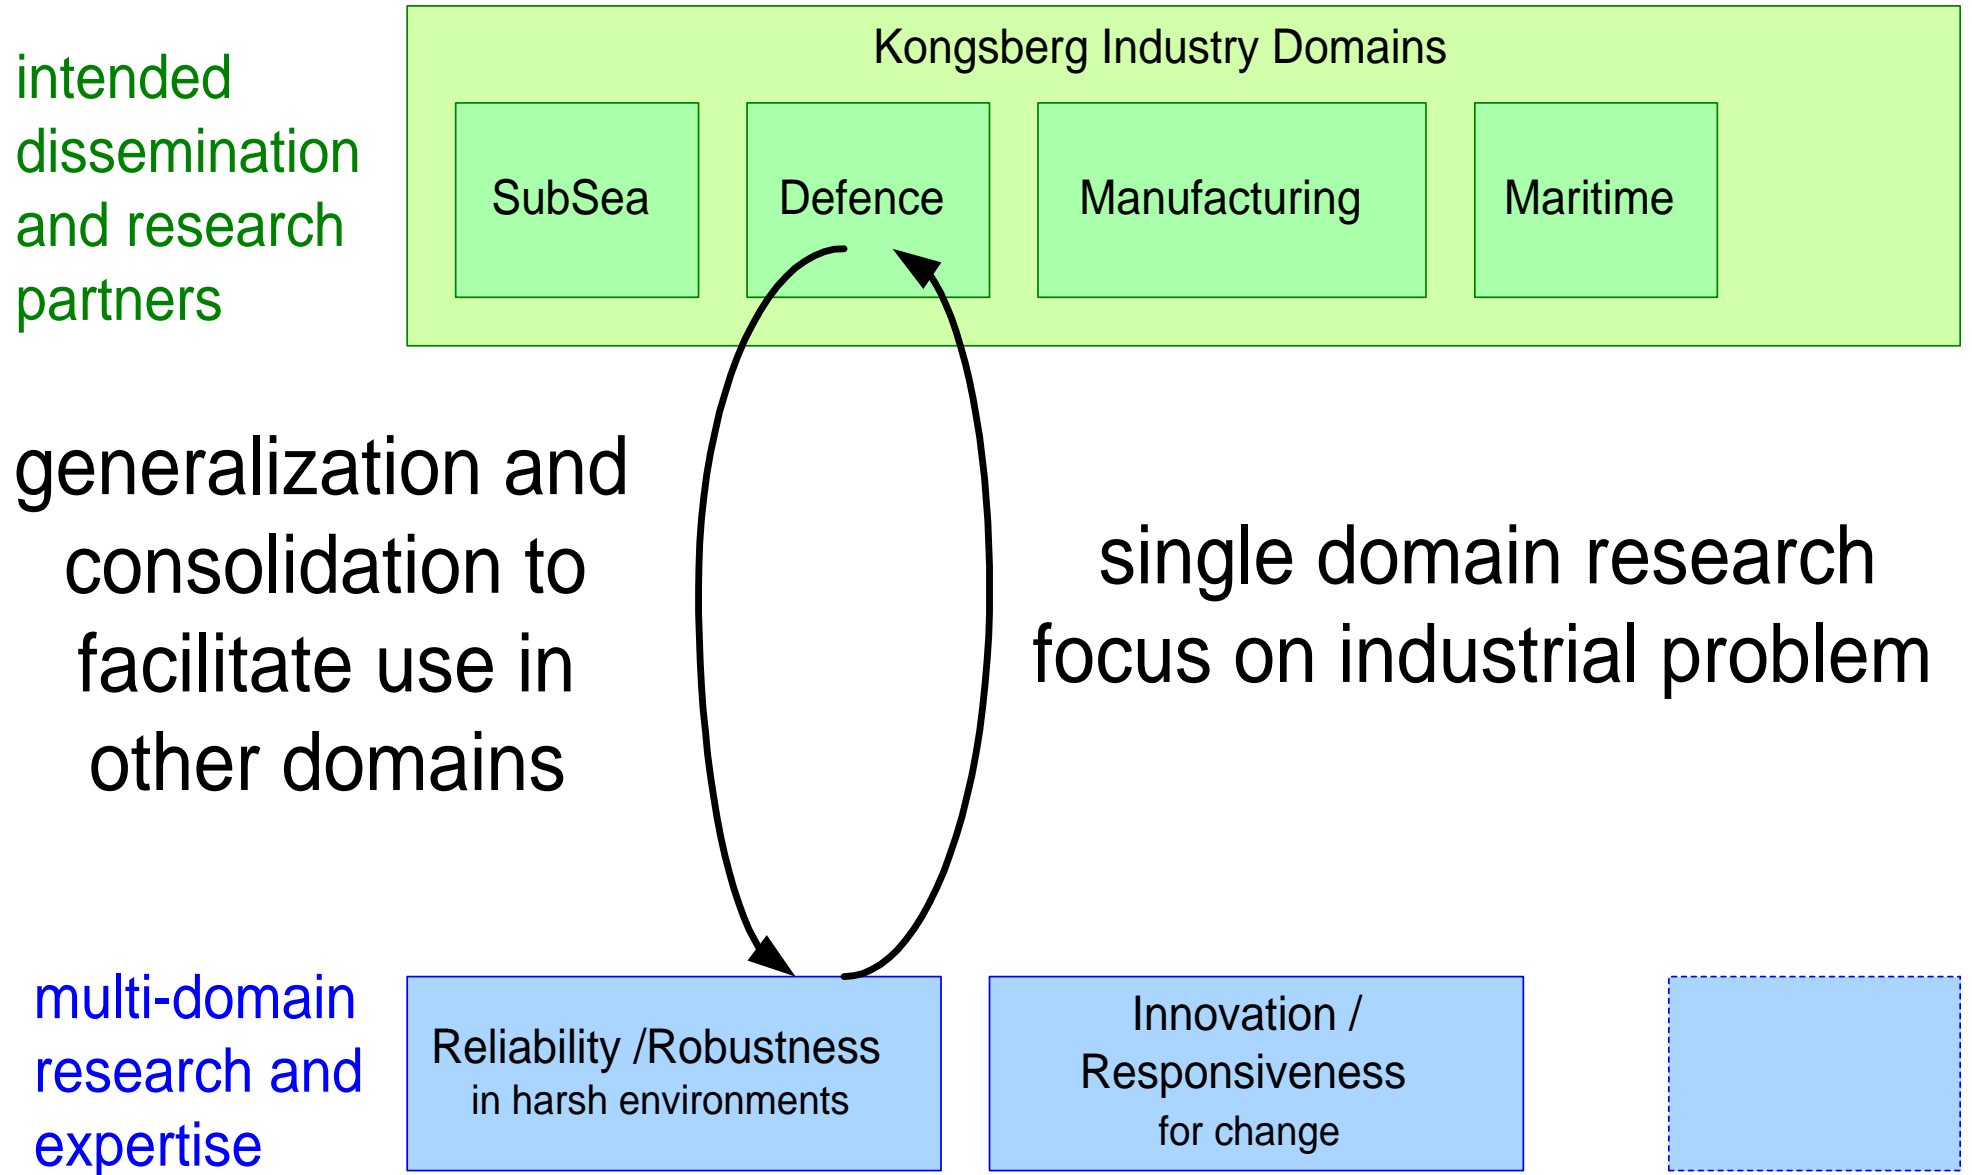 intended
dissemination
and research
partners
Kongsberg Industry Domains
SubSea
Defence
Manufacturing
Maritime
generalization and
consolidation to
facilitate use in
other domains
single domain research
focus on industrial problem
multi-domain
research and
expertise
Reliability /Robustness
in harsh environments
Innovation /
Responsiveness
for change